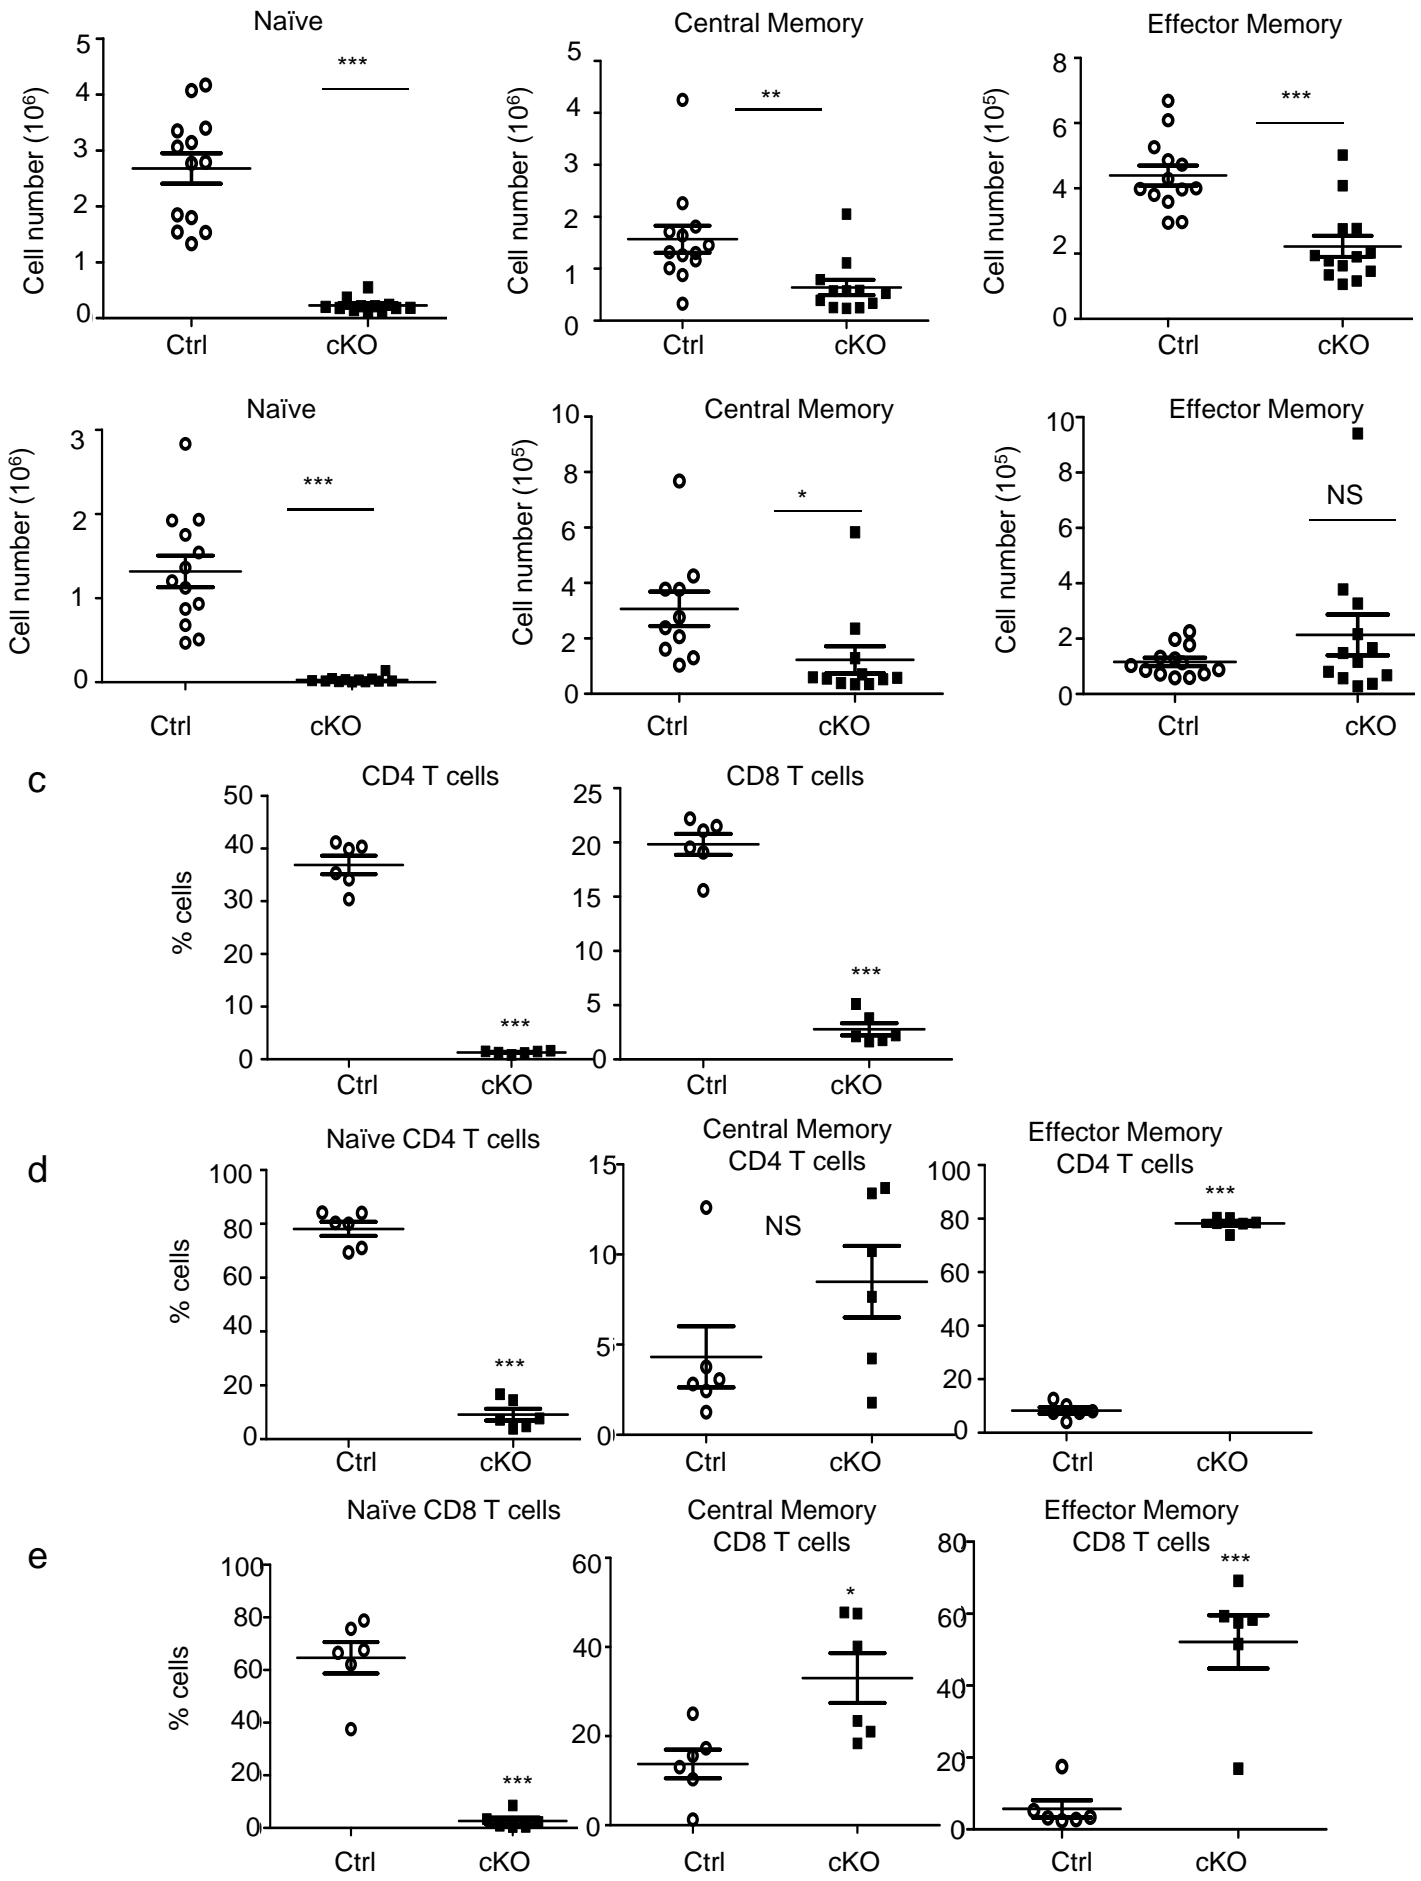 Naïve
Central Memory
Effector Memory
Cell number (10⁶)
5
4
3
2
1
0
***
Ctrl
cKO
Cell number (10⁶)
5
4
3
2
1
0
**
Ctrl
cKO
Cell number (10⁵)
8
6
4
2
0
***
Ctrl
cKO
Naïve
Central Memory
Effector Memory
Cell number (10⁶)
3
2
1
0
***
Ctrl
cKO
Cell number (10⁵)
10
8
6
4
2
0
*
Ctrl
cKO
Cell number (10⁵)
10
8
6
4
2
0
NS
Ctrl
cKO
c
CD4 T cells
% cells
50
40
30
20
10
0
***
Ctrl
cKO
CD8 T cells
25
20
15
10
5
0
***
Ctrl
cKO
d
Naïve CD4 T cells
% cells
100
80
60
40
20
0
***
Ctrl
cKO
Central Memory
CD4 T cells
15
10
5
0
NS
Ctrl
cKO
Effector Memory
CD4 T cells
100
80
60
40
20
0
***
Ctrl
cKO
e
Naïve CD8 T cells
% cells
100
80
60
40
20
0
***
Ctrl
cKO
Central Memory
CD8 T cells
60
40
20
0
*
Ctrl
cKO
Effector Memory
CD8 T cells
80
60
40
20
0
***
Ctrl
cKO